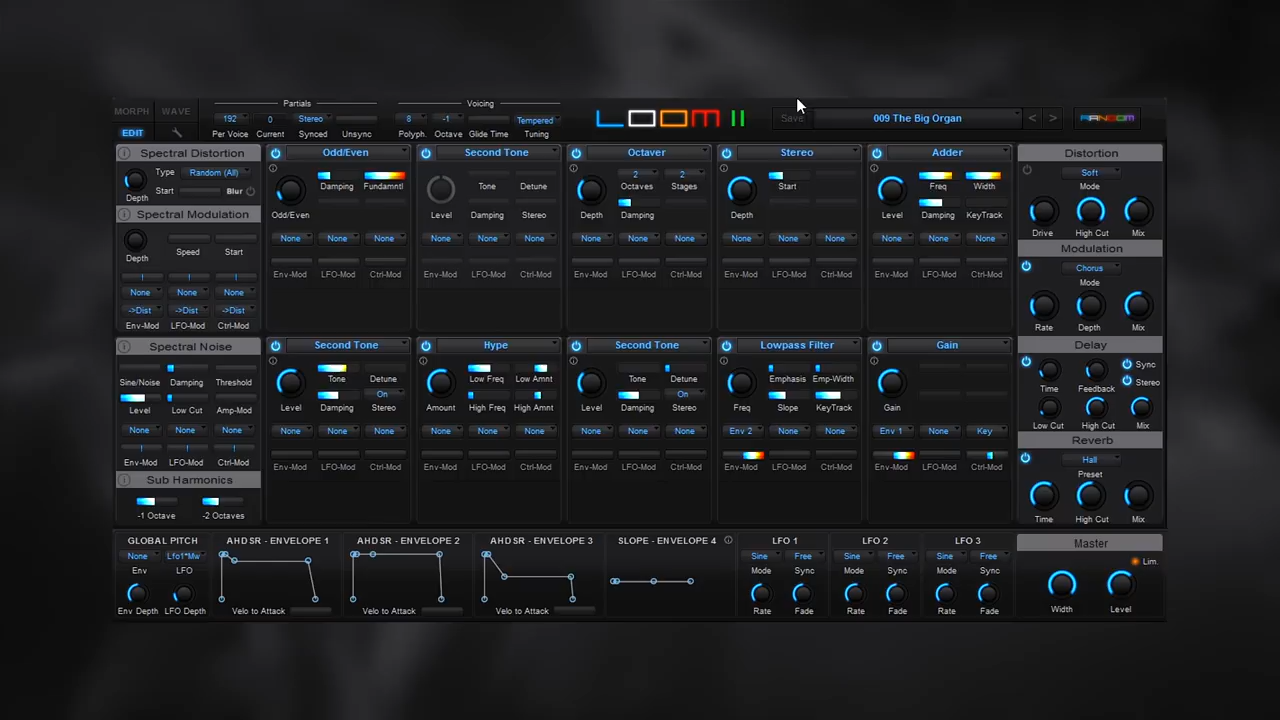 MORPH WAVE
EDIT
Partials
192 0 Stereo
Per Voice Current Synced Unsync
Voicing
8 -1 Tempered
Polyph. Octave Glide Time Tuning
LOOM II
Save 009 The Big Organ < > RANDOM
Spectral Distortion
Type Random (All)
Start Blur
Depth
Spectral Modulation
Depth Speed Start
None None None
->Dist ->Dist ->Dist
Env-Mod LFO-Mod Ctrl-Mod
Odd/Even
Damping Fundamntl
Odd/Even
None None None
Env-Mod LFO-Mod Ctrl-Mod
Second Tone
Tone Detune
Level Damping Stereo
None None None
Env-Mod LFO-Mod Ctrl-Mod
Octaver
2 2
Octaves Stages
Depth Damping
None None None
Env-Mod LFO-Mod Ctrl-Mod
Stereo
Start
Depth
None None None
Env-Mod LFO-Mod Ctrl-Mod
Adder
Freq Width
Level Damping KeyTrack
None None None
Env-Mod LFO-Mod Ctrl-Mod
Distortion
Soft
Mode
Drive High Cut Mix
Modulation
Chorus
Mode
Rate Depth Mix
Spectral Noise
Sine/Noise Damping Threshold
Level Low Cut Amp-Mod
None None None
Env-Mod LFO-Mod Ctrl-Mod
Sub Harmonics
-1 Octave -2 Octaves
Second Tone
Tone Detune
On
Level Damping Stereo
None None None
Env-Mod LFO-Mod Ctrl-Mod
Hype
Low Freq Low Amnt
Amount High Freq High Amnt
None None None
Env-Mod LFO-Mod Ctrl-Mod
Second Tone
Tone Detune
On
Level Damping Stereo
None None None
Env-Mod LFO-Mod Ctrl-Mod
Lowpass Filter
Emphasis Emp-Width
Freq Slope KeyTrack
Env 2 None None
Env-Mod LFO-Mod Ctrl-Mod
Gain
Gain
Env 1 None Key
Env-Mod LFO-Mod Ctrl-Mod
Delay
Sync
Time Feedback Stereo
Low Cut High Cut Mix
Reverb
Hall
Preset
Time High Cut Mix
GLOBAL PITCH
None Lfo1*Mw
Env LFO
Env Depth LFO Depth
AHDSR - ENVELOPE 1
Velo to Attack
AHDSR - ENVELOPE 2
Velo to Attack
AHDSR - ENVELOPE 3
Velo to Attack
SLOPE - ENVELOPE 4
LFO 1
Sine Free
Mode Sync
Rate Fade
LFO 2
Sine Free
Mode Sync
Rate Fade
LFO 3
Sine Free
Mode Sync
Rate Fade
Master
Lim.
Width Level